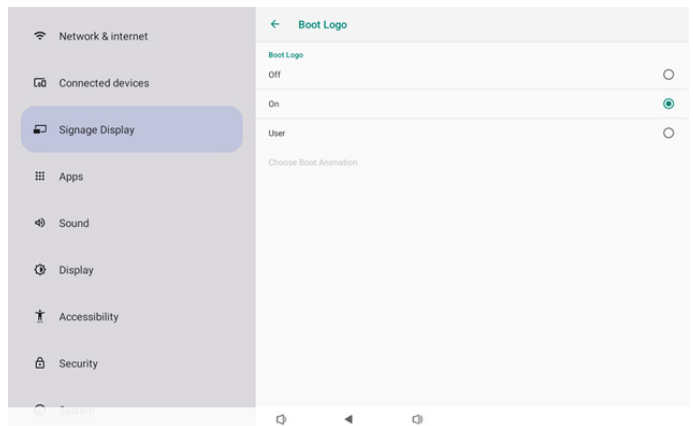 Network & internet
Connected devices
Signage Display
Apps
Sound
Display
Accessibility
Security
System
Boot Logo
Boot Logo
Off
On
User
Choose Boot Animation